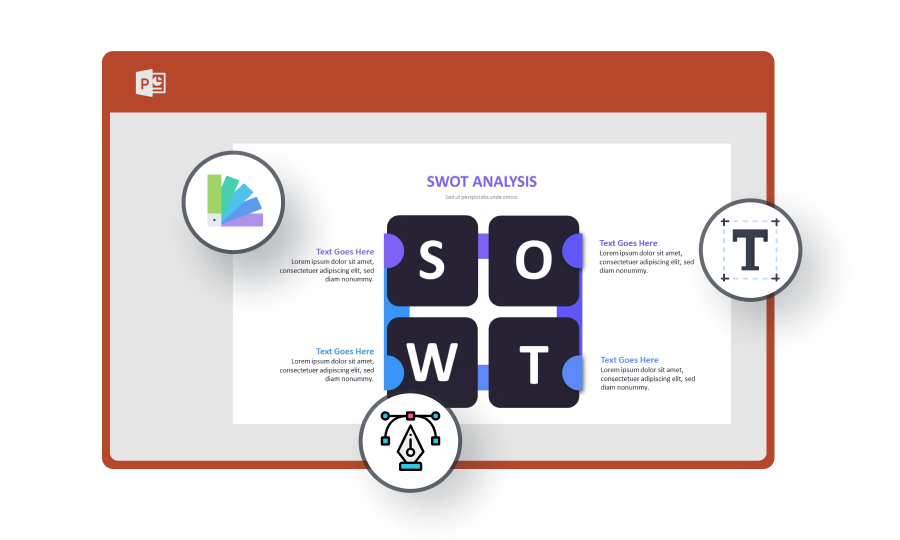 P
SWOT ANALYSIS
Sed ut perspiciatis unde omnis.
S
O
Text Goes Here
Lorem ipsum dolor sit amet,
consectetuer adipiscing elit, sed
diam nonummy.
Text Goes Here
Lorem ipsum dolor sit amet,
consectetuer adipiscing elit, sed
diam nonummy.
T
W
T
Text Goes Here
Lorem ipsum dolor sit amet,
consectetuer adipiscing elit, sed
diam nonummy.
Text Goes Here
Lorem ipsum dolor sit amet,
consectetuer adipiscing elit, sed
diam nonummy.